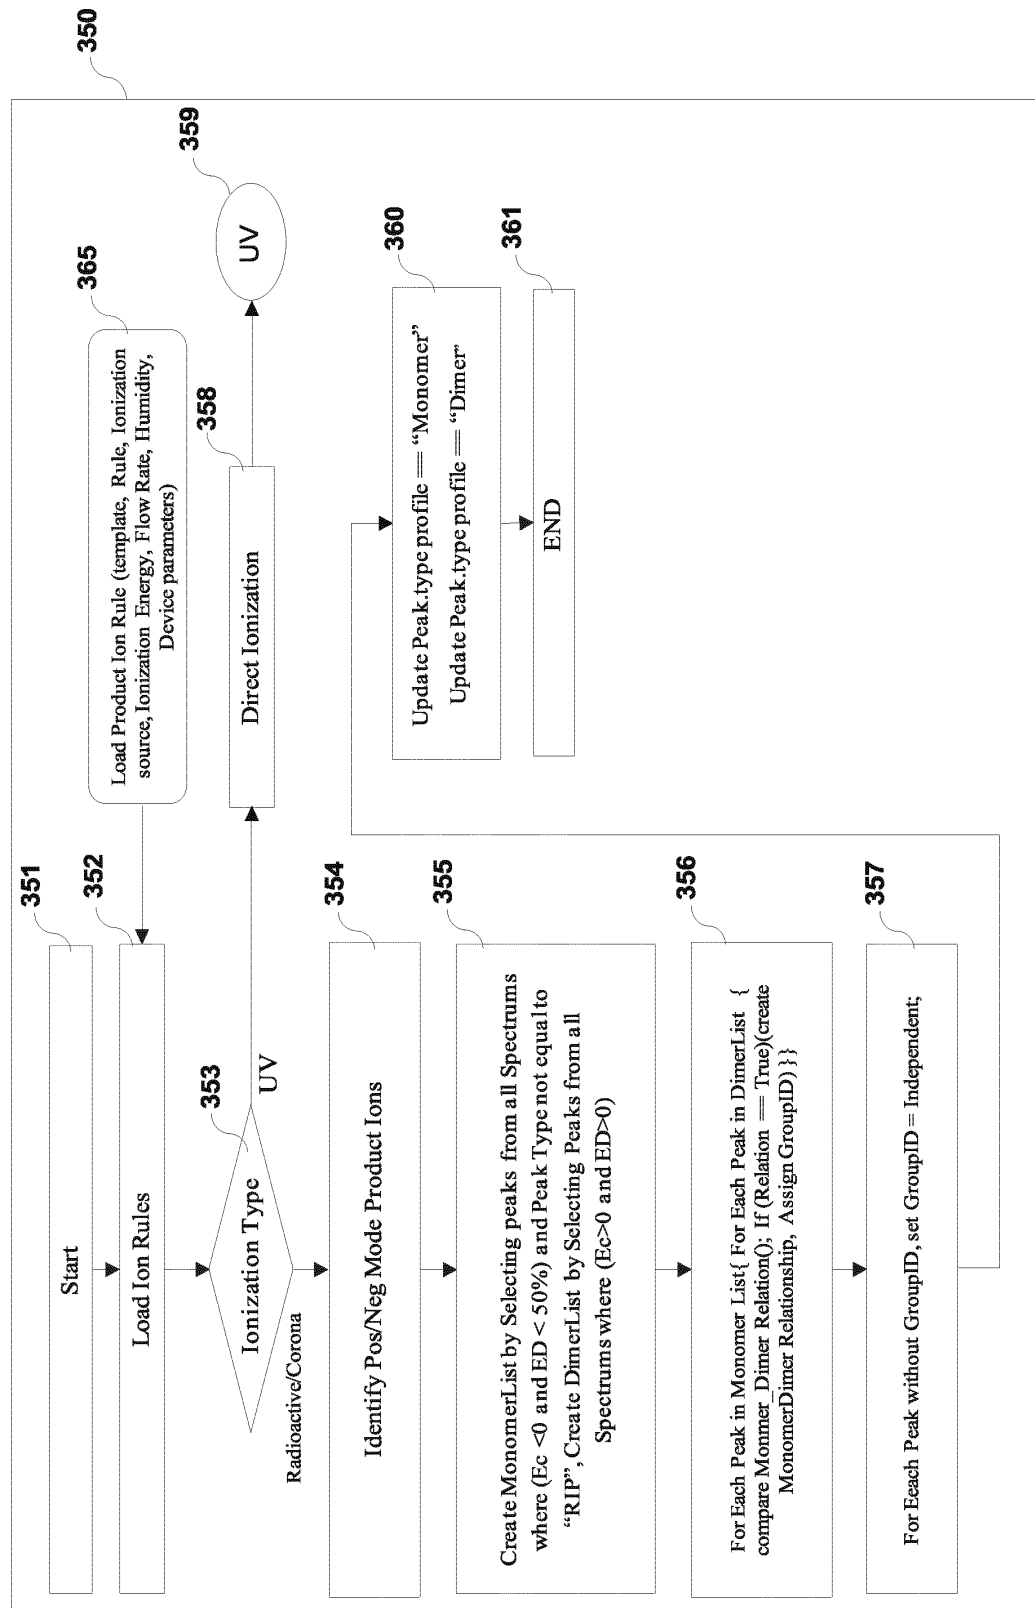 350
351
Start
352
Load Ion Rules
365
Load Product Ion Rule (template, Rule, Ionization
source, Ionization Energy, Flow Rate, Humidity,
Device parameters)
353
Ionization Type
UV
Radioactive/Corona
358
Direct Ionization
359
UV
354
Identify Pos/Neg Mode Product Ions
355
Create MonomerList by Selecting peaks from all Spectrums
where (Ec <0 and ED < 50%) and Peak Type not equal to
“RIP”, Create DimerList by Selecting Peaks from all
Spectrums where (Ec>0 and ED>0)
356
For Each Peak in Monomer List{ For Each Peak in DimerList {
compare Monmer_Dimer Relation(); If (Relation == True)(create
MonomerDimer Relationship, Assign GroupID) } }
357
For Eeach Peak without GroupID, set GroupID = Independent;
360
Update Peak.type profile == “Monomer”
Update Peak.type profile == “Dimer”
361
END